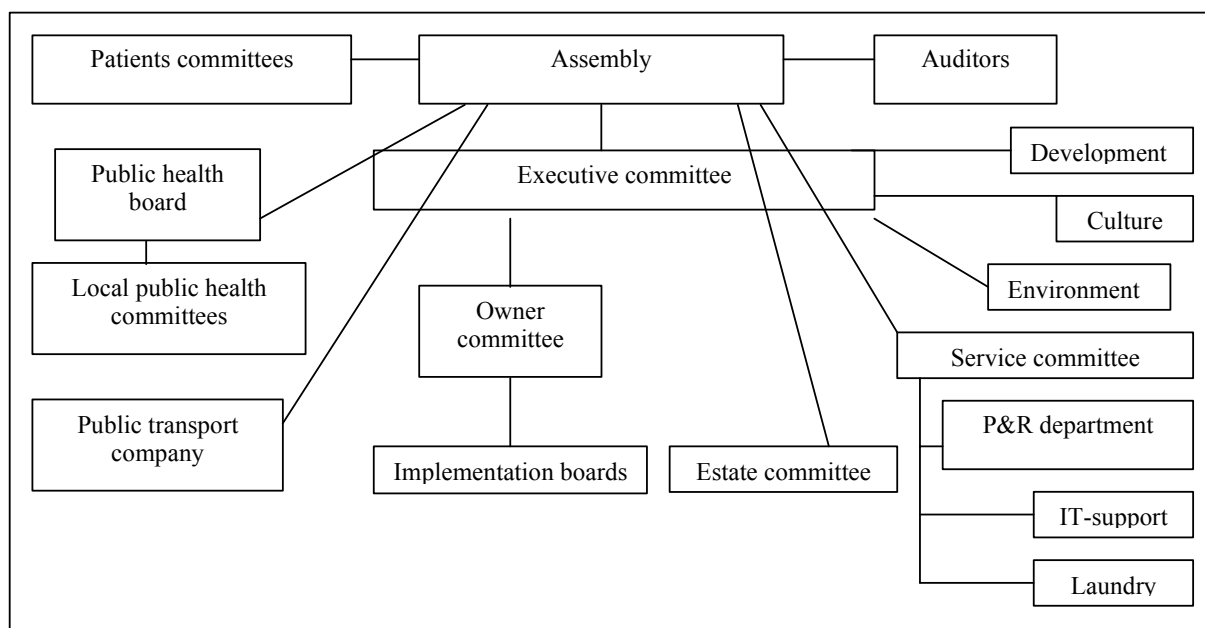 Patients committees
Assembly
Auditors
Development
Public health
board
Executive committee
Culture
Local public health
committees
Environment
Owner
committee
Service committee
Public transport
company
P&R department
Implementation boards
Estate committee
IT-support
Laundry